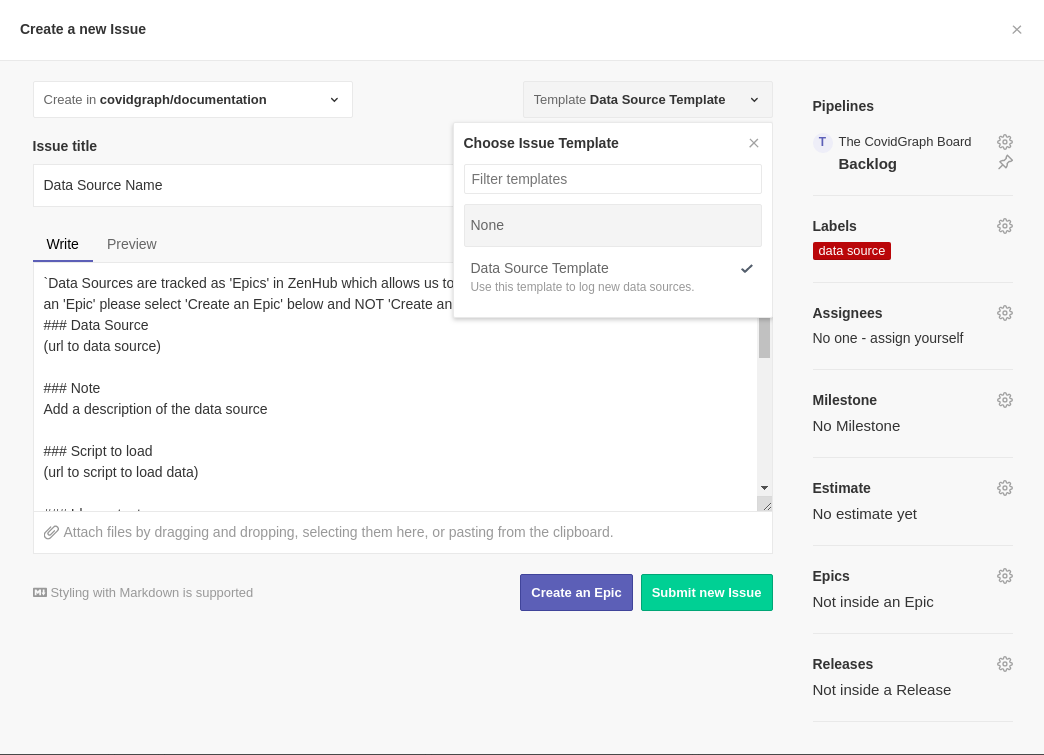 Create a new Issue
Create in covidgraph/documentation
Template Data Source Template
Issue title
Data Source Name
Choose Issue Template
Filter templates
None
Data Source Template
Use this template to log new data sources.
Write Preview
`Data Sources are tracked as 'Epics' in ZenHub which allows us to
an 'Epic' please select 'Create an Epic' below and NOT 'Create an
### Data Source
(url to data source)
### Note
Add a description of the data source
### Script to load
(url to script to load data)
Attach files by dragging and dropping, selecting them here, or pasting from the clipboard.
Styling with Markdown is supported
Create an Epic
Submit new Issue
Pipelines
T
The CovidGraph Board
Backlog
Labels
data source
Assignees
No one - assign yourself
Milestone
No Milestone
Estimate
No estimate yet
Epics
Not inside an Epic
Releases
Not inside a Release